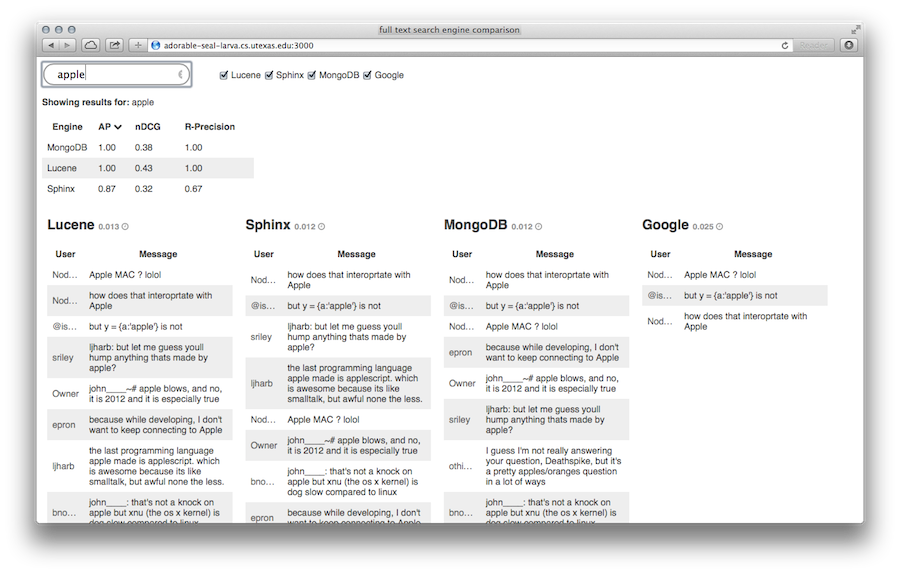 full text search engine comparison
adorable-seal-larva.cs.utexas.edu:3000
Reader
apple
Lucene Sphinx MongoDB Google
Showing results for: apple
Engine AP nDCG R-Precision
MongoDB 1.00 0.38 1.00
Lucene 1.00 0.43 1.00
Sphinx 0.87 0.32 0.67
Lucene 0.013
User Message
Nod... Apple MAC ? lolol
Nod... how does that interoprtate with
Apple
@is... but y = {a:'apple'} is not
sriley ljharb: but let me guess youll
hump anything thats made by
apple?
Owner john____~# apple blows, and no,
it is 2012 and it is especially true
epron because while developing, I don't
want to keep connecting to Apple
ljharb the last programming language
apple made is applescript. which
is awesome because its like
smalltalk, but awful none the less.
bno... john____: that's not a knock on
apple but xnu (the os x kernel) is
dog slow compared to linux
Sphinx 0.012
User Message
Nod... how does that interoprtate with
Apple
@is... but y = {a:'apple'} is not
sriley ljharb: but let me guess youll
hump anything thats made by
apple?
ljharb the last programming language
apple made is applescript. which
is awesome because its like
smalltalk, but awful none the less.
Nod... Apple MAC ? lolol
Owner john____~# apple blows, and no,
it is 2012 and it is especially true
bno... john____: that's not a knock on
apple but xnu (the os x kernel) is
dog slow compared to linux
epron because while developing, I don't
want to keep connecting to Apple
MongoDB 0.012
User Message
Nod... how does that interoprtate with
Apple
@is... but y = {a:'apple'} is not
Nod... Apple MAC ? lolol
epron because while developing, I don't
want to keep connecting to Apple
Owner john____~# apple blows, and no,
it is 2012 and it is especially true
sriley ljharb: but let me guess youll
hump anything thats made by
apple?
othi... I guess I'm not really answering
your question, Deathspike, but it's
a pretty apples/oranges question
in a lot of ways
bno... john____: that's not a knock on
apple but xnu (the os x kernel) is
dog slow compared to linux
Google 0.025
User Message
Nod... Apple MAC ? lolol
@is... but y = {a:'apple'} is not
Nod... how does that interoprtate with
Apple